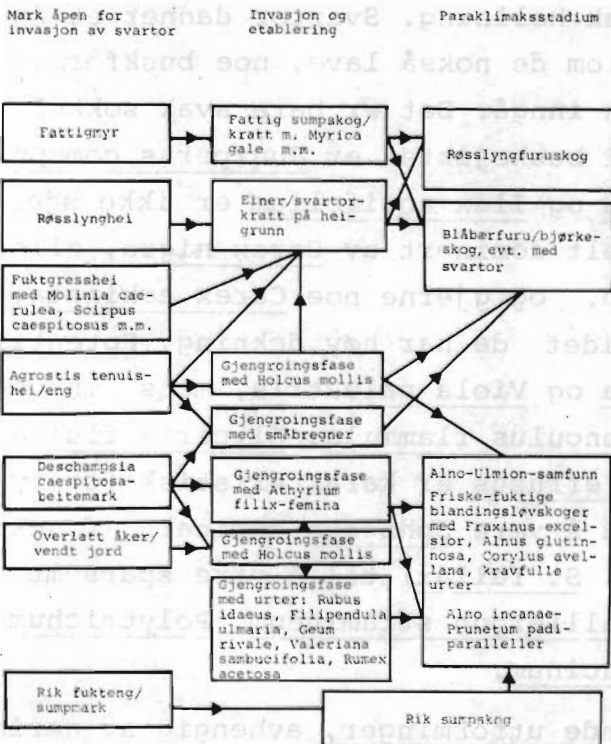 Mark åpen for
invasjon av svartor
Invasjon og
etablering
Paraklimaksstadium
Fattigmyr
Fattig sumpskog/
kratt m. Myrica
gale m.m.
Røsslyngfuruskog
Røsslynghei
Einer/svartor-
kratt på hei-
grunn
Blåbærfuru/bjørke-
skog, evt. med
svartor
Fuktgresshei
med Molinia cae-
rulea, Scirpus
caespitosus m.m.
Agrostis tenuis-
hei/eng
Gjengroingsfase
med Holcus mollis
Gjengroingsfase
med småbregner
Deschampsia
caespitosa-
beitemark
Gjengroingsfase
med Athyrium
filix-femina
Overlatt åker/
vendt jord
Gjengroingsfase
med Holcus mollis
Gjengroingsfase
med urter: Rubus
idaeus, Filipendula
ulmaria, Geum
rivale, Valeriana
sambucifolia, Rumex
acetosa
Alno-Ulmion-samfunn
Friske-fuktige
blandingsløvskoger
med Fraxinus excel-
sior, Alnus glutin-
nosa, Corylus avel-
lana, kravfulle
urter
Alno incanae-
Prunetum padi-
paralleller
Rik fukteng/
sumpmark
Rik sumpskog